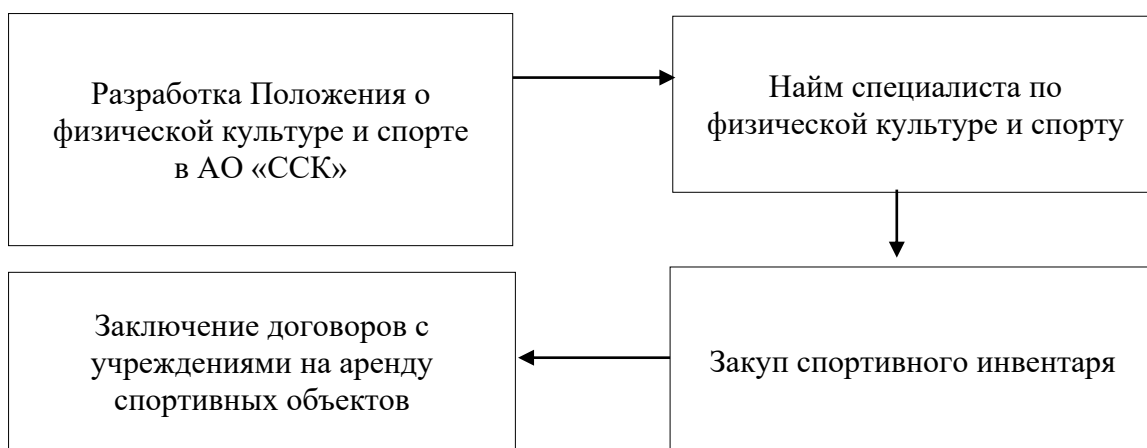 Разработка Положения о
физической культуре и спорте
в АО «ССК»
Найм специалиста по
физической культуре и спорту
Закуп спортивного инвентаря
Заключение договоров с
учреждениями на аренду
спортивных объектов